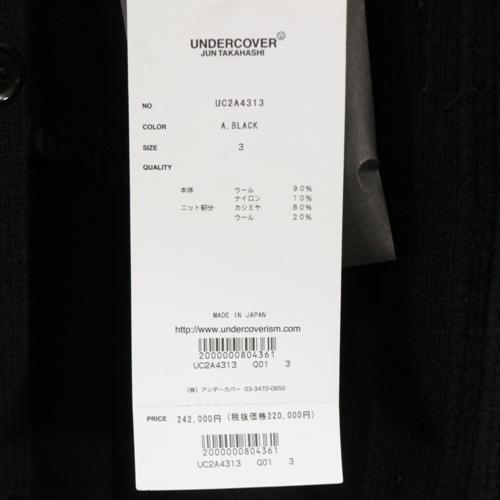 UNDERCOVER
JUN TAKAHASHI
NO UC2A4313
COLOR A.BLACK
SIZE 3
QUALITY
本体 ウール 90%
ナイロン 10%
ニット部分 カシミヤ 80%
ウール 20%
MADE IN JAPAN
http://www.undercoverism.com
2000000804361
UC2A4313 Q01 3
(株) アンダーカバー 03-3470-0850
PRICE 242,000円 (税抜価格220,000円)
2000000804361
UC2A4313 Q01 3